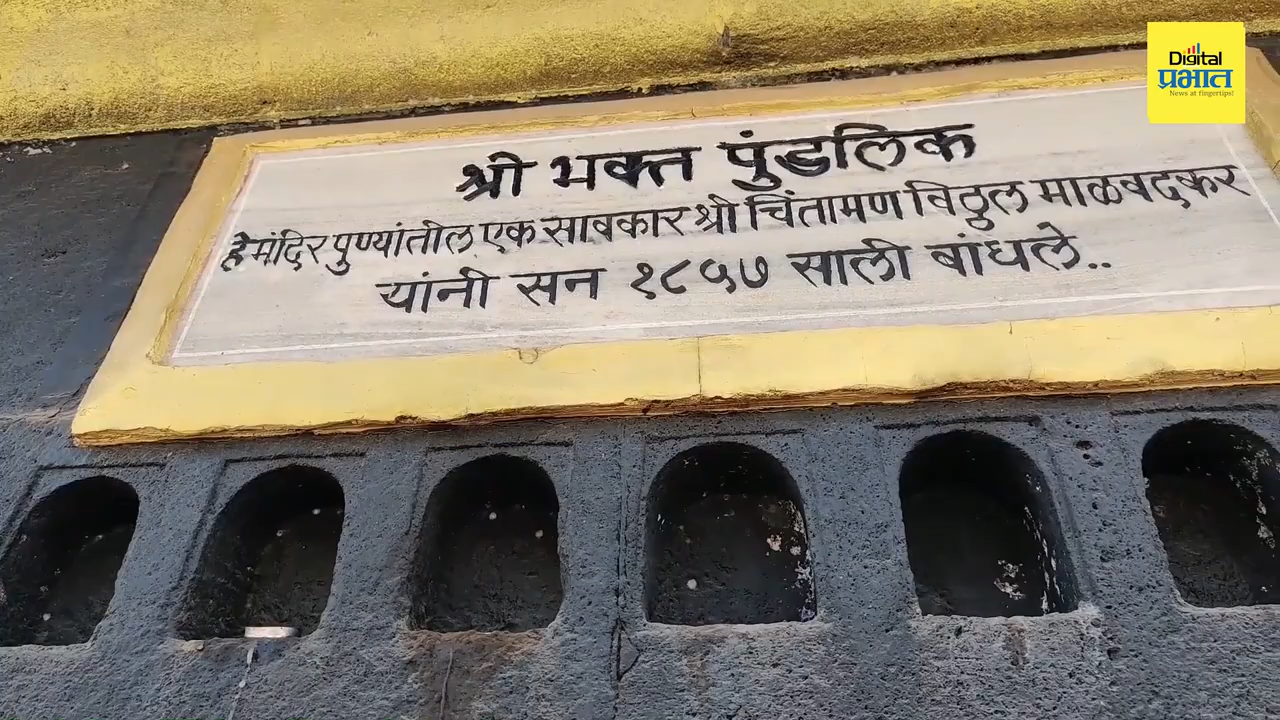 Digital
प्रभात
News at fingertips!
श्री भक्त पुंडलिक
हे मंदिर पुण्यांतील एक सावकार श्री चिंतामण विठ्ठल माळवदकर
यांनी सन १८५७ साली बांधले..